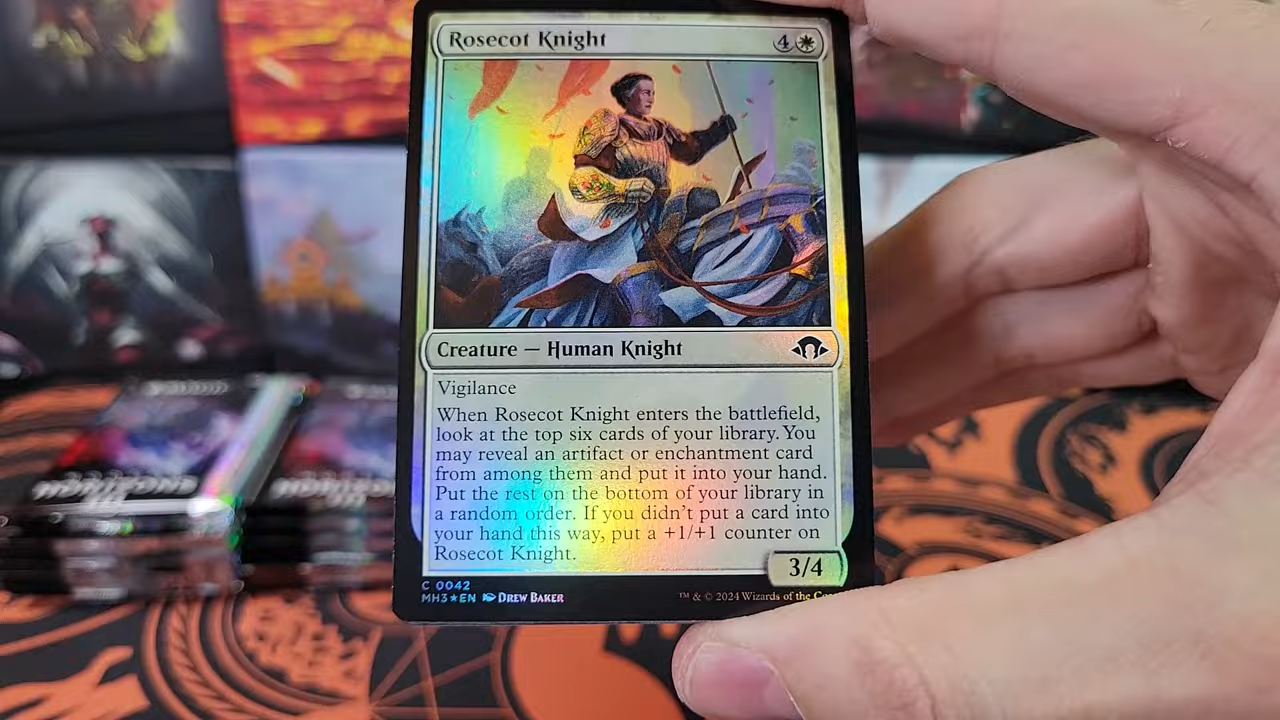 Rosecot Knight 4
Creature — Human Knight
Vigilance
When Rosecot Knight enters the battlefield,
look at the top six cards of your library. You
may reveal an artifact or enchantment card
from among them and put it into your hand.
Put the rest on the bottom of your library in
a random order. If you didn't put a card into
your hand this way, put a +1/+1 counter on
Rosecot Knight.
3/4
C 0042
MH3★EN DREW BAKER
™ & © 2024 Wizards of the